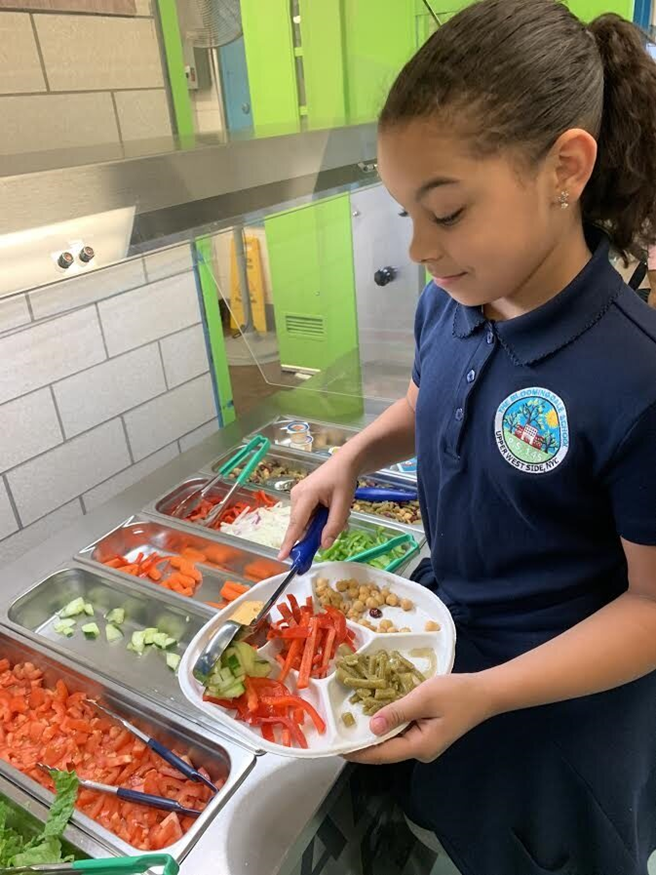 THE BLOOMINGDALE SCHOOL
UPPER WEST SIDE, NYC